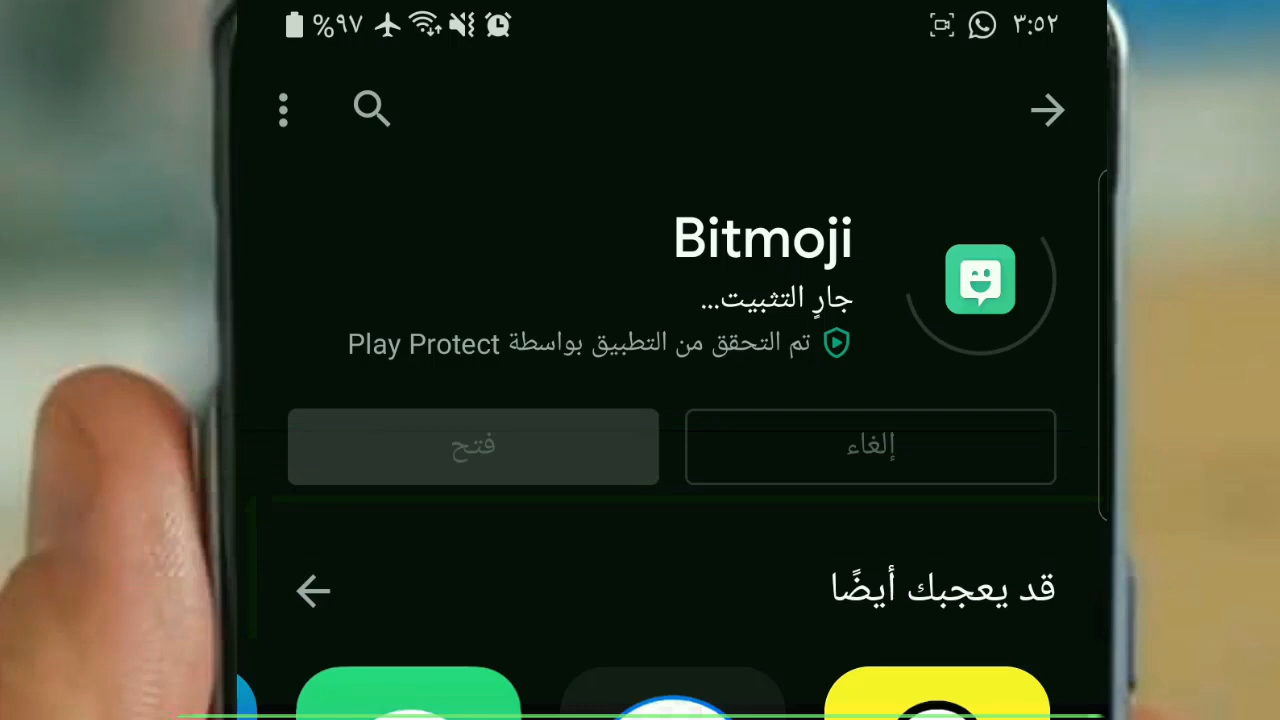 ٣:٥٢
%٩٧
Bitmoji
جارٍ التثبيت...
تم التحقق من التطبيق بواسطة Play Protect
إلغاء
فتح
قد يعجبك أيضًا